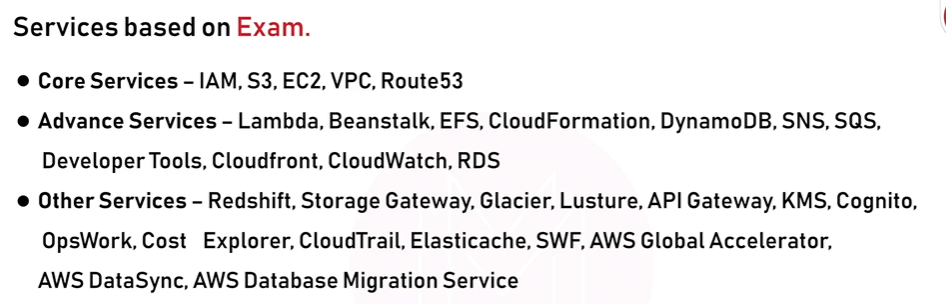 Services based on Exam.
● Core Services – IAM, S3, EC2, VPC, Route53
● Advance Services – Lambda, Beanstalk, EFS, CloudFormation, DynamoDB, SNS, SQS,
Developer Tools, Cloudfront, CloudWatch, RDS
● Other Services – Redshift, Storage Gateway, Glacier, Lusture, API Gateway, KMS, Cognito,
OpsWork, Cost Explorer, CloudTrail, Elasticache, SWF, AWS Global Accelerator,
AWS DataSync, AWS Database Migration Service